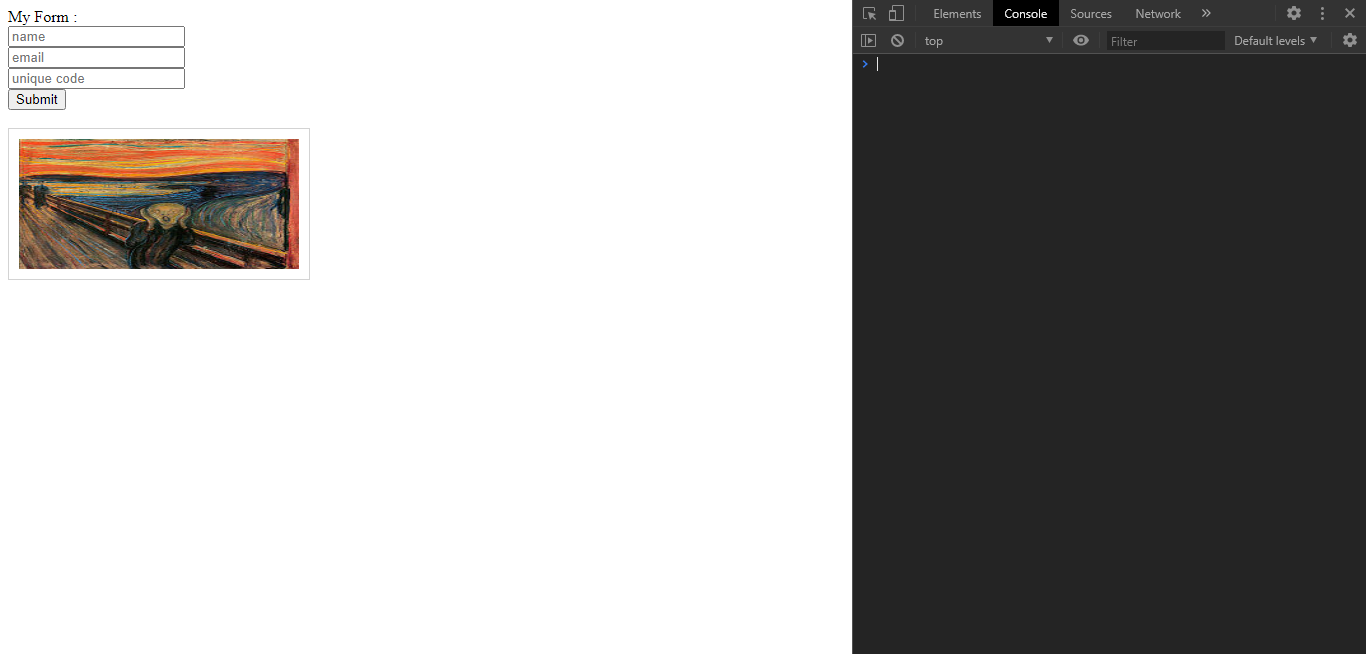 My Form :
name
email
unique code
Submit
Elements Console Sources Network »
top Filter Default levels